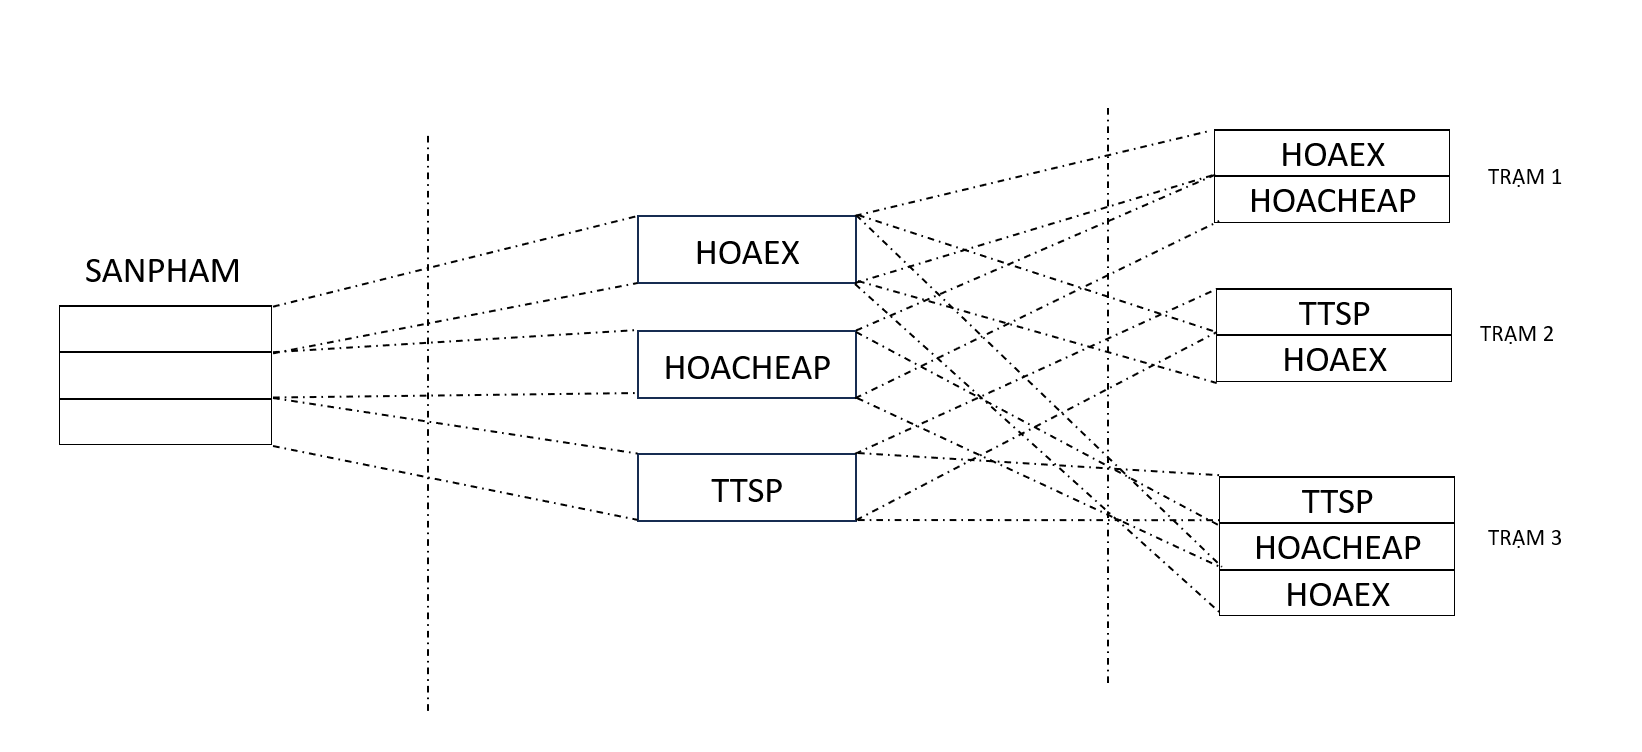 SANPHAM
HOAEX
HOACHEAP
TTSP
HOAEX
HOACHEAP
TRẠM 1
TTSP
HOAEX
TRẠM 2
TTSP
HOACHEAP
HOAEX
TRẠM 3